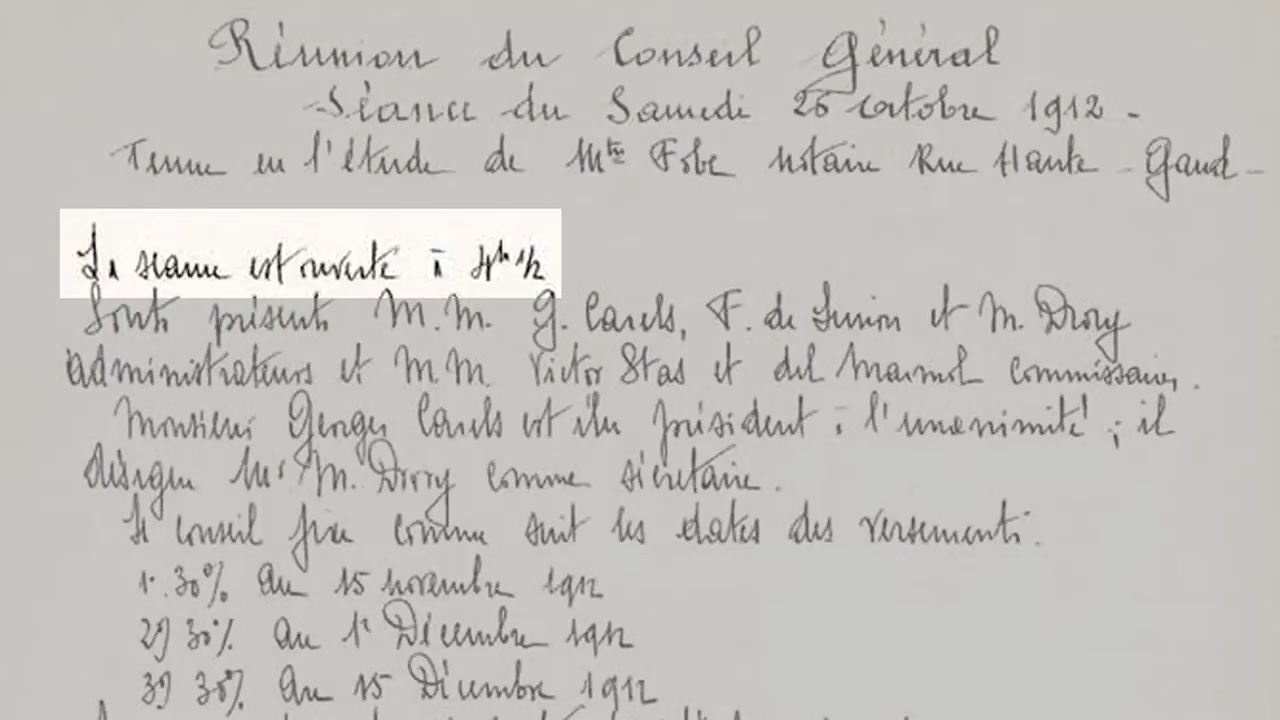 Réunion du Conseil Général
Séance du Samedi 26 octobre 1912 -
Tenue en l'étude de Mtre Fobe notaire Rue Haute - Gand -
La séance est ouverte à 4h 1/2
Sont présents M.M. G. Carels, F. de Sunion et M. Drory
administrateurs et M.M. Victor Stas et del Marmol commissaires.
Monsieur Georges Carels est élu président à l'unanimité ; il
désigne M. Drory comme secrétaire.
Le conseil fixe comme suit les dates des versements.
1° 30% au 15 novembre 1912
2°) 30% au 1r Décembre 1912
3°) 30% au 15 Décembre 1912